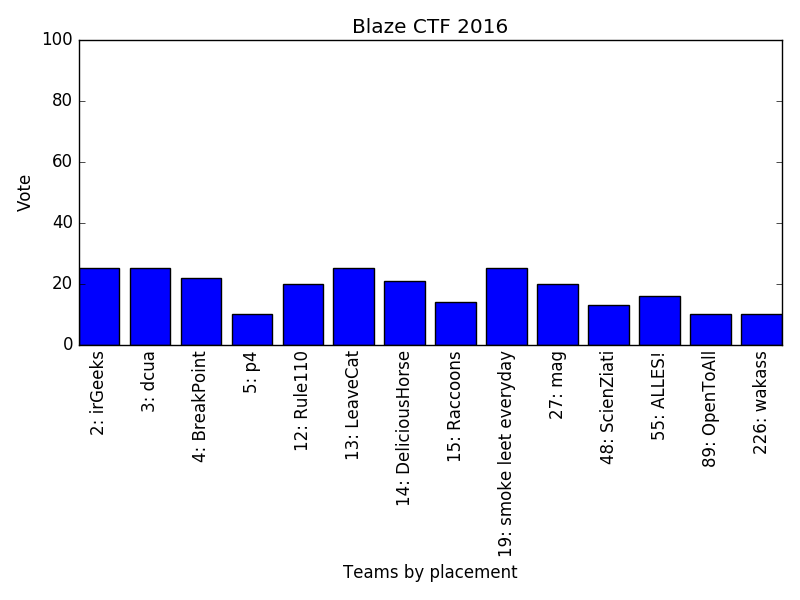 Blaze CTF 2016
100
80
60
40
20
0
Vote
2: irGeeks
3: dcua
4: BreakPoint
5: p4
12: Rule110
13: LeaveCat
14: DeliciousHorse
15: Raccoons
19: smoke leet everyday
27: mag
48: ScienZiati
55: ALLES!
89: OpenToAll
226: wakass
Teams by placement